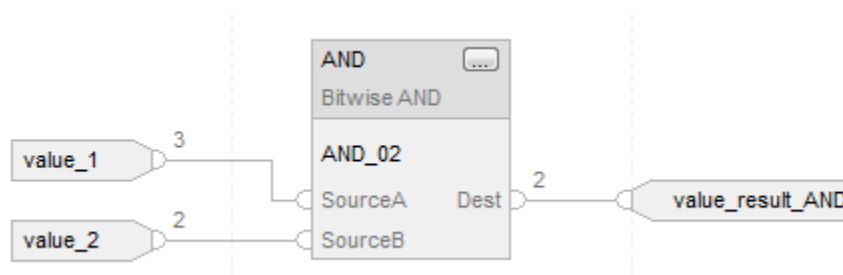 AND
...
Bitwise AND
AND_02
value_1
3
SourceA
Dest
2
value_result_AND
value_2
2
SourceB